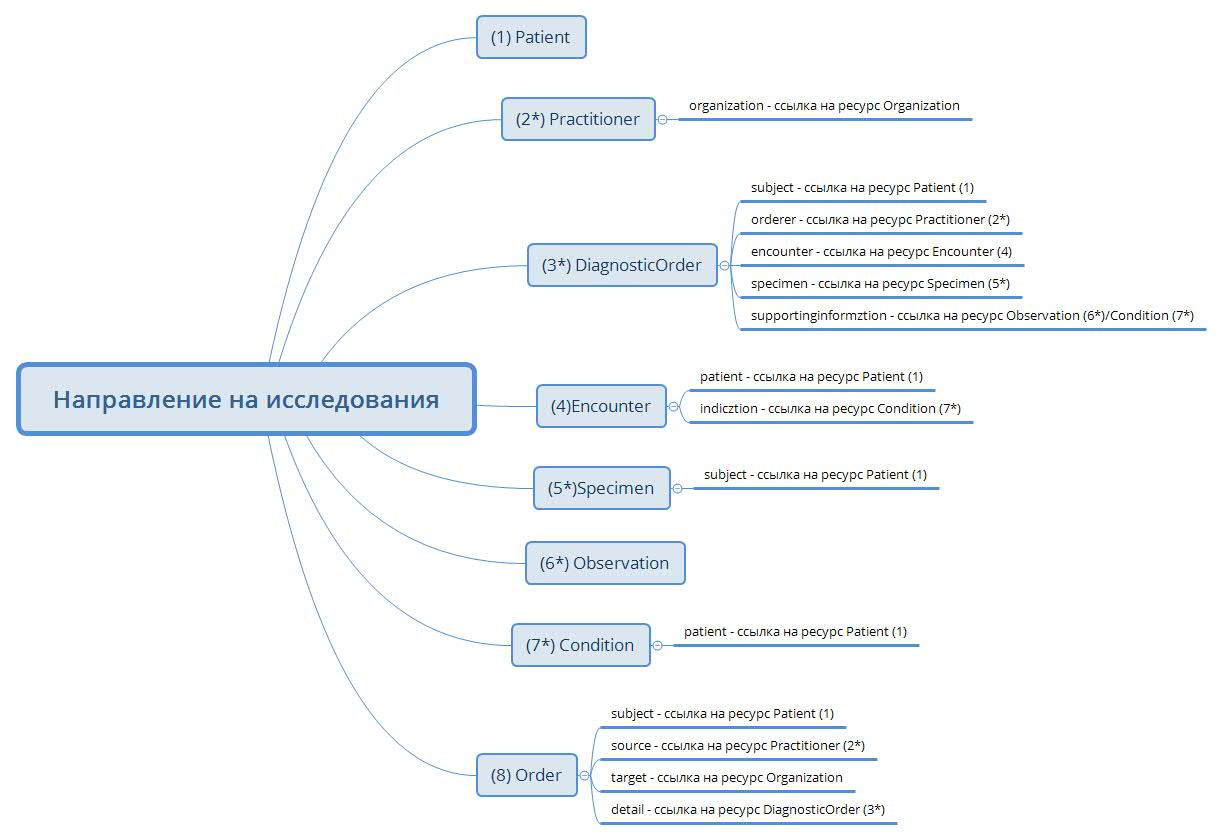 (1) Patient
(2*) Practitioner
organization - ссылка на ресурс Organization
(3*) DiagnosticOrder
subject - ссылка на ресурс Patient (1)
orderer - ссылка на ресурс Practitioner (2*)
encounter - ссылка на ресурс Encounter (4)
specimen - ссылка на ресурс Specimen (5*)
supportinginformztion - ссылка на ресурс Observation (6*)/Condition (7*)
Направление на исследования
(4)Encounter
patient - ссылка на ресурс Patient (1)
indicztion - ссылка на ресурс Condition (7*)
(5*)Specimen
subject - ссылка на ресурс Patient (1)
(6*) Observation
(7*) Condition
patient - ссылка на ресурс Patient (1)
(8) Order
subject - ссылка на ресурс Patient (1)
source - ссылка на ресурс Practitioner (2*)
target - ссылка на ресурс Organization
detail - ссылка на ресурс DiagnosticOrder (3*)